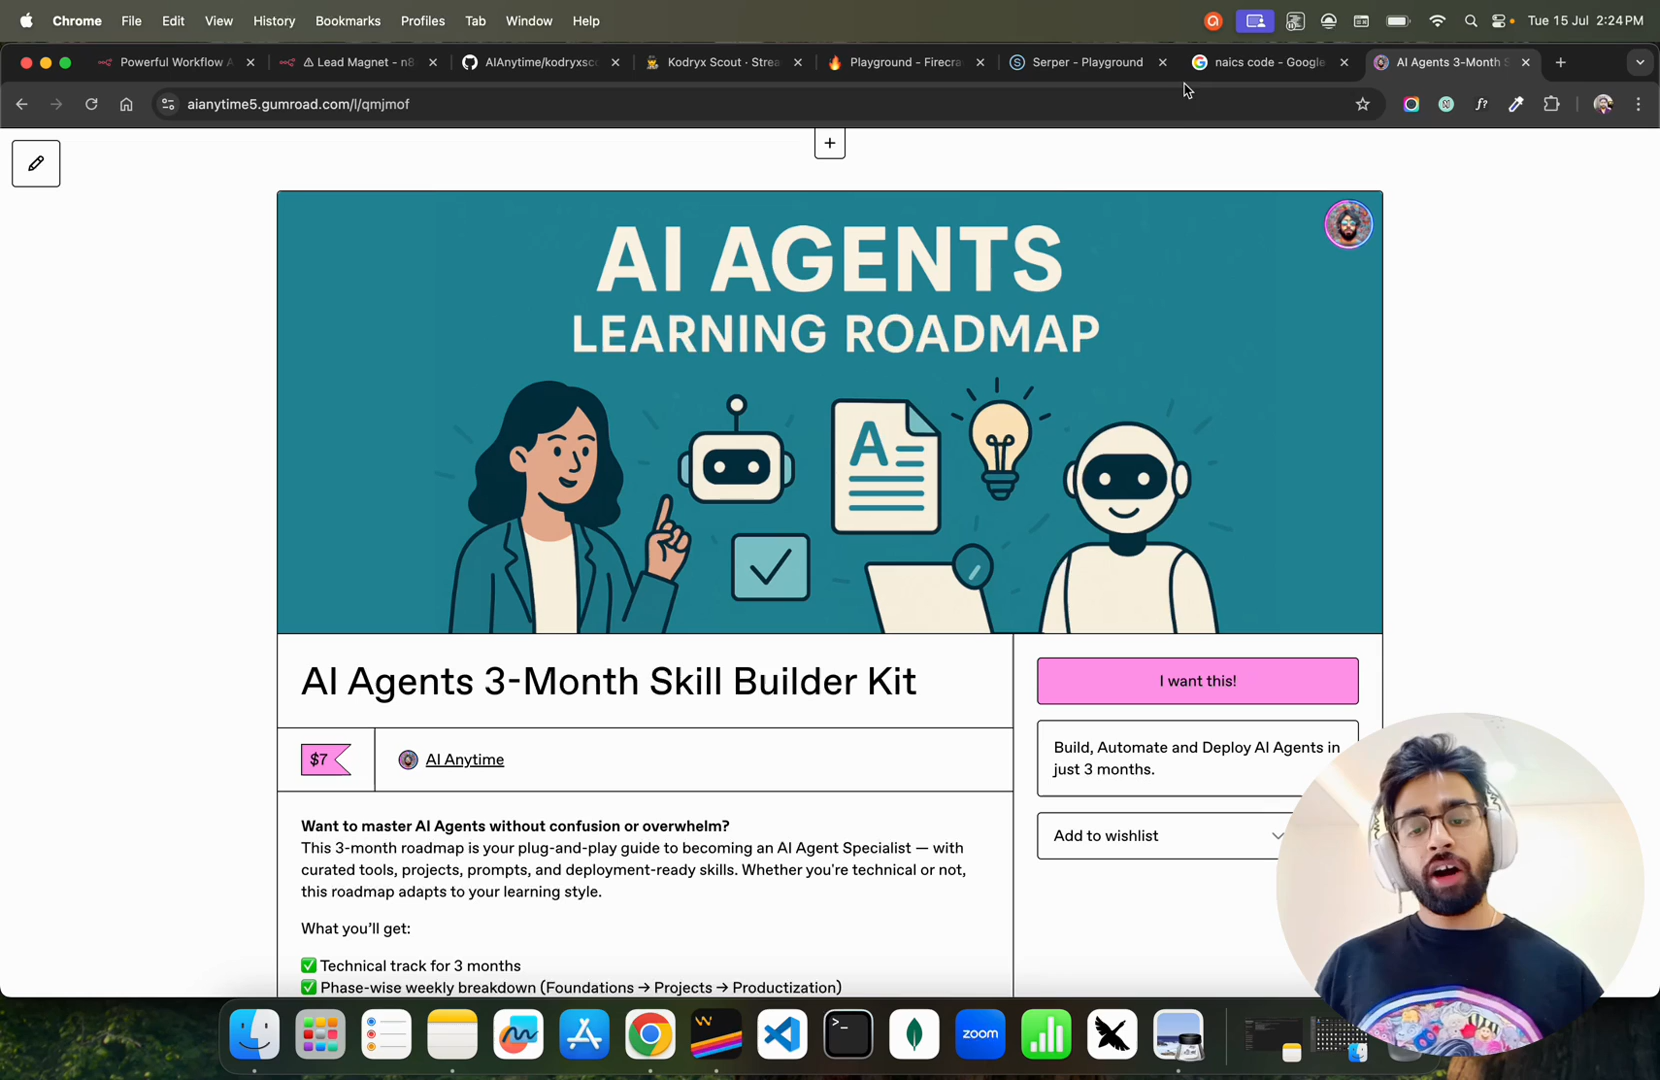 Chrome File Edit View History Bookmarks Profiles Tab Window Help Tue 15 Jul 2:24 PM
Powerful Workflow A
Lead Magnet - n8
AIAnytime/kodryxsco
Kodryx Scout · Strea
Playground - Firecra
Serper - Playground
naics code - Google
AI Agents 3-Month S
aianytime5.gumroad.com/l/qmjmof
AI AGENTS
LEARNING ROADMAP
A
AI Agents 3-Month Skill Builder Kit
$7
AI Anytime
Want to master AI Agents without confusion or overwhelm?
This 3-month roadmap is your plug-and-play guide to becoming an AI Agent Specialist — with
curated tools, projects, prompts, and deployment-ready skills. Whether you're technical or not,
this roadmap adapts to your learning style.
What you'll get:
✅ Technical track for 3 months
✅ Phase-wise weekly breakdown (Foundations → Projects → Productization)
I want this!
Build, Automate and Deploy AI Agents in
just 3 months.
Add to wishlist
zoom